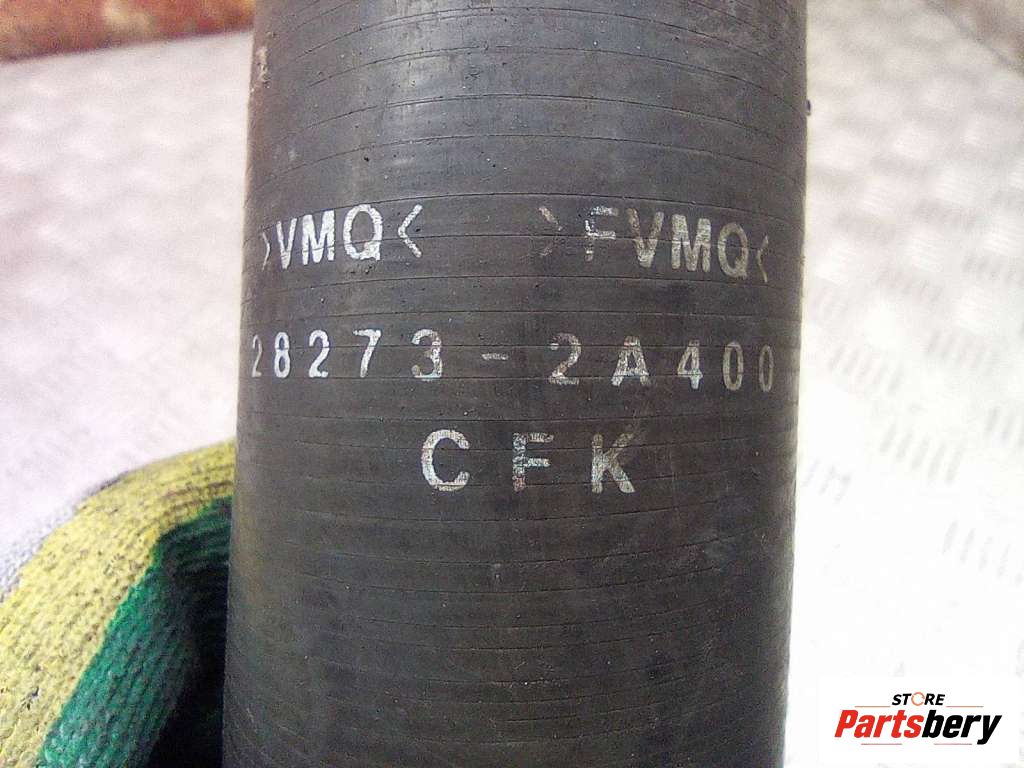 >VMQ< >FVMQ<
28273-2A400
CFK
STORE
Partsbery